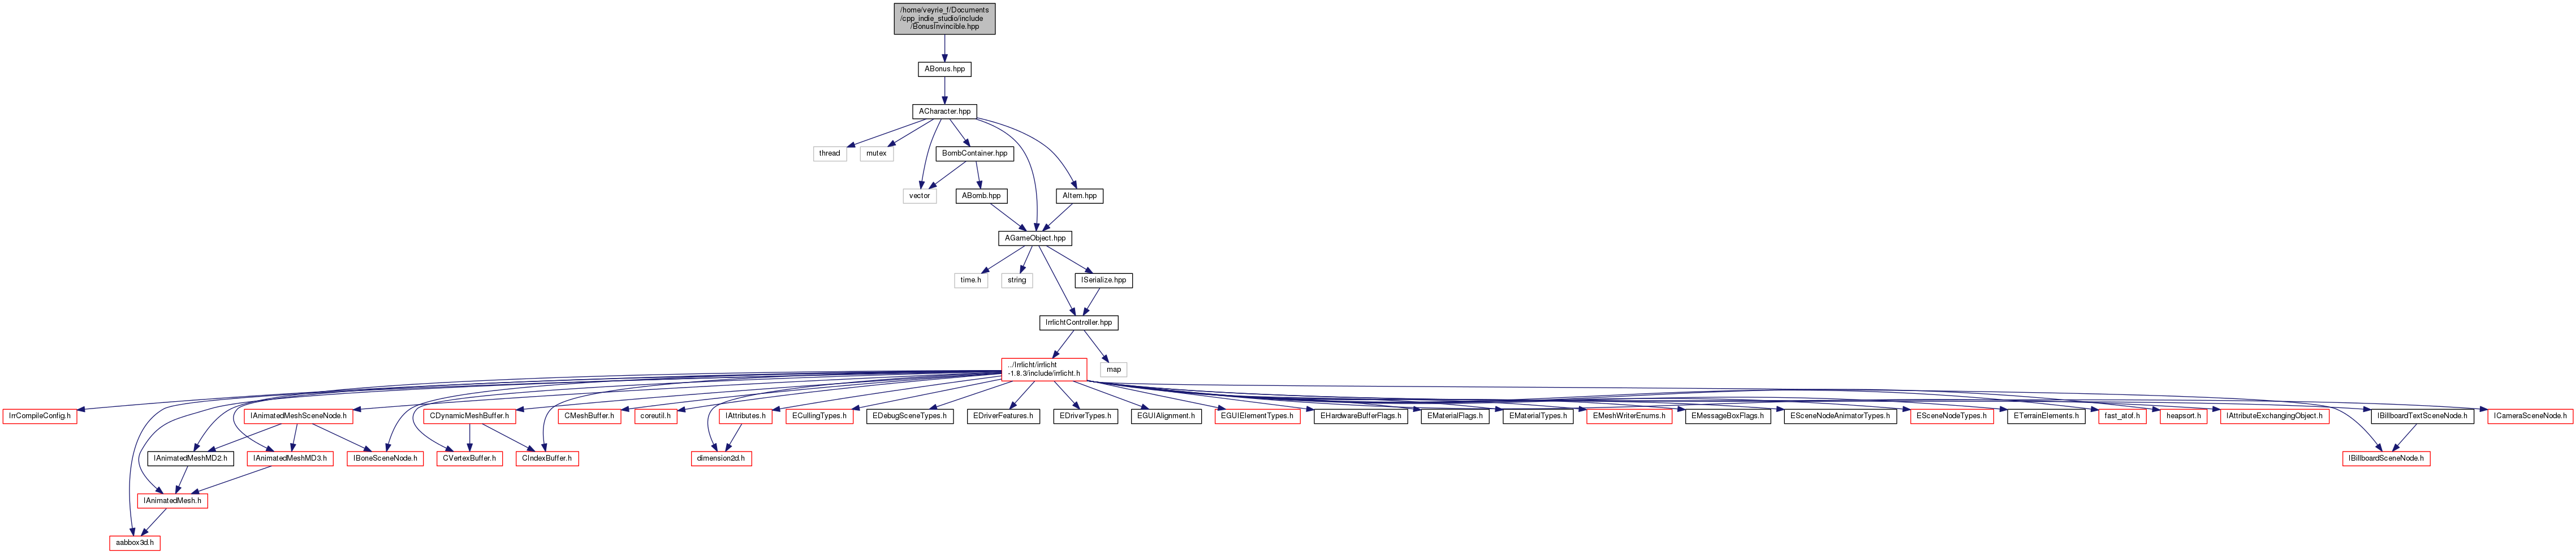 /home/veyrie_f/Documents
/cpp_indie_studio/include
/BonusInvincible.hpp
ABonus.hpp
ACharacter.hpp
thread
mutex
BombContainer.hpp
vector
ABomb.hpp
AItem.hpp
AGameObject.hpp
time.h
string
ISerialize.hpp
IrrlichtController.hpp
../Irrlicht/irrlicht
-1.8.3/include/irrlicht.h
map
IrrCompileConfig.h
IAnimatedMeshSceneNode.h
CDynamicMeshBuffer.h
CMeshBuffer.h
coreutil.h
IAttributes.h
ECullingTypes.h
EDebugSceneTypes.h
EDriverFeatures.h
EDriverTypes.h
EGUIAlignment.h
EGUIElementTypes.h
EHardwareBufferFlags.h
EMaterialFlags.h
EMaterialTypes.h
EMeshWriterEnums.h
EMessageBoxFlags.h
ESceneNodeAnimatorTypes.h
ESceneNodeTypes.h
ETerrainElements.h
fast_atof.h
heapsort.h
IAttributeExchangingObject.h
IBillboardTextSceneNode.h
ICameraSceneNode.h
IAnimatedMeshMD2.h
IAnimatedMeshMD3.h
IBoneSceneNode.h
CVertexBuffer.h
CIndexBuffer.h
dimension2d.h
IBillboardSceneNode.h
IAnimatedMesh.h
aabbox3d.h